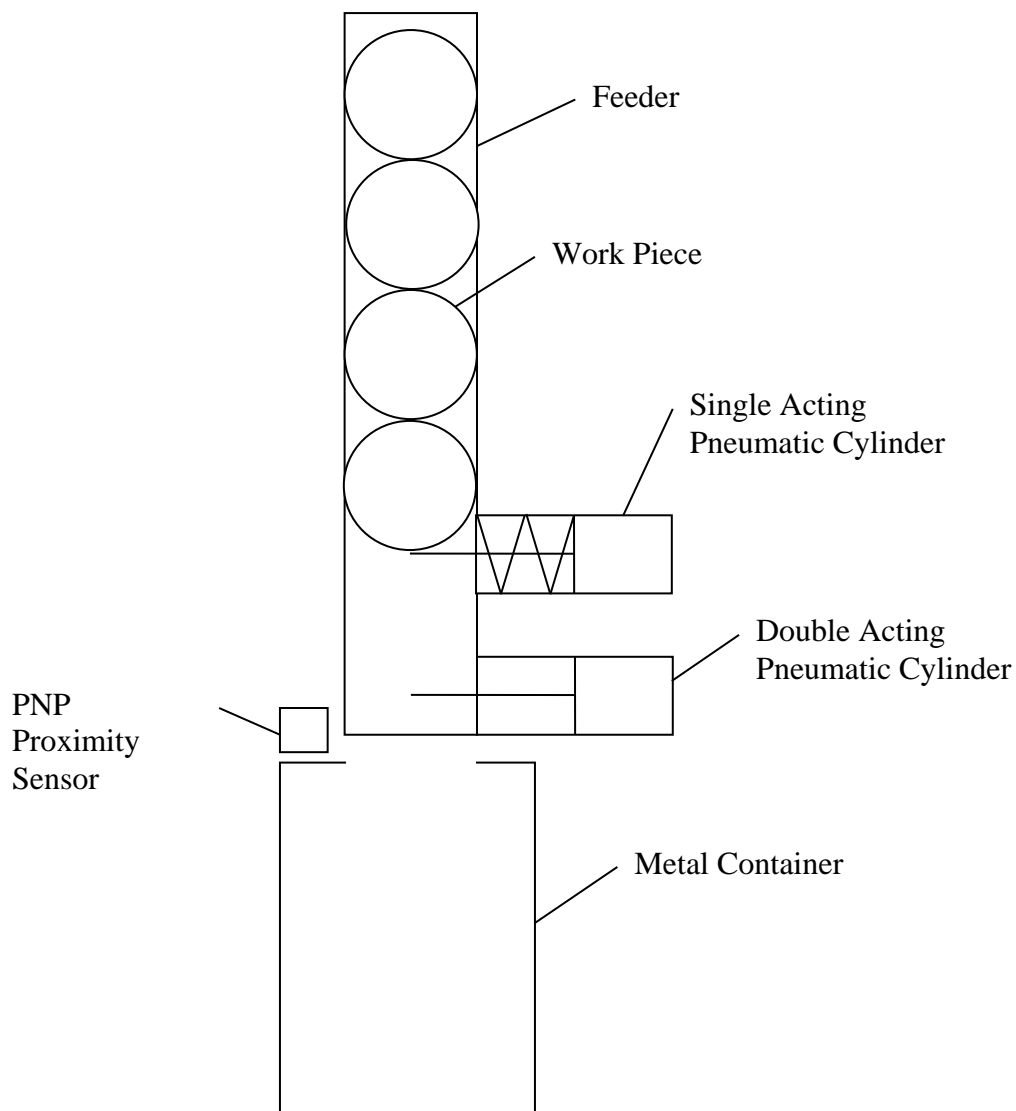 Feeder
Work Piece
Single Acting
Pneumatic Cylinder
Double Acting
Pneumatic Cylinder
PNP
Proximity
Sensor
Metal Container